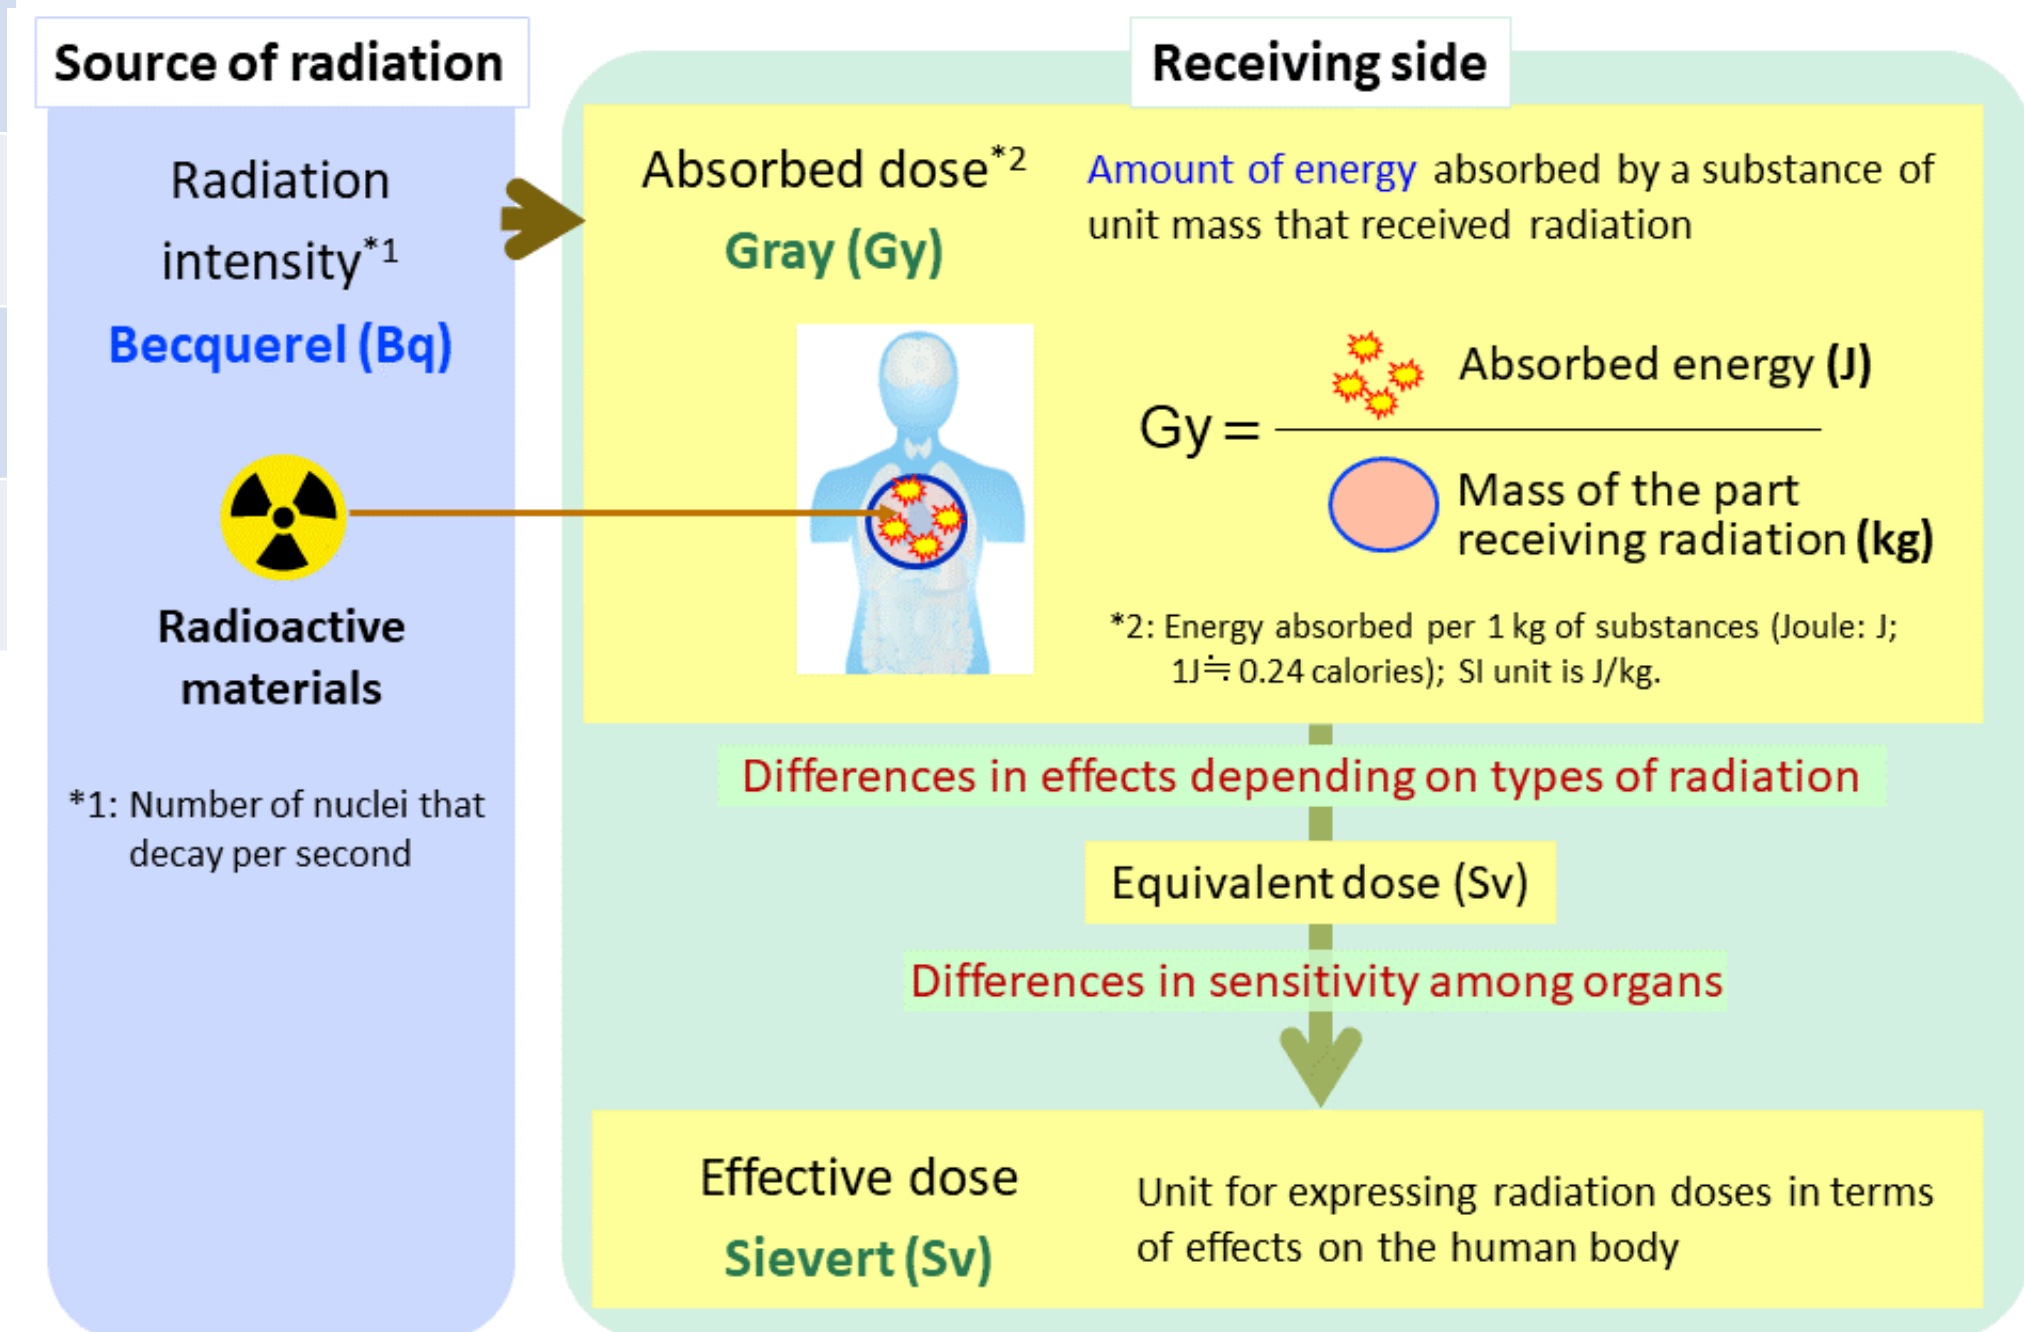 Source of radiation
Radiation
intensity*1
Becquerel (Bq)
Radioactive
materials
*1: Number of nuclei that
decay per second
Receiving side
Absorbed dose*2
Gray (Gy)
Amount of energy absorbed by a substance of
unit mass that received radiation
Gy =
Absorbed energy (J)
Mass of the part
receiving radiation (kg)
*2: Energy absorbed per 1 kg of substances (Joule: J;
1J≒ 0.24 calories); SI unit is J/kg.
Differences in effects depending on types of radiation
Equivalent dose (Sv)
Differences in sensitivity among organs
Effective dose
Sievert (Sv)
Unit for expressing radiation doses in terms
of effects on the human body